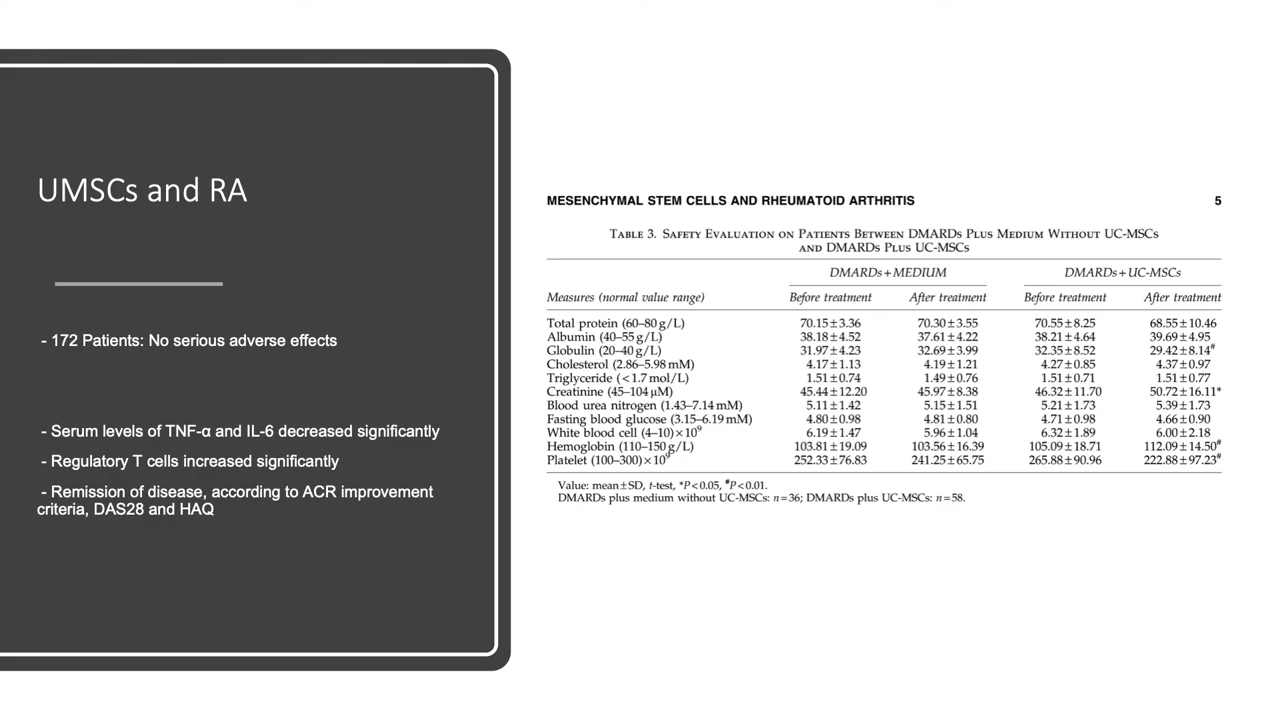 UMSCs and RA
- 172 Patients: No serious adverse effects
- Serum levels of TNF-α and IL-6 decreased significantly
- Regulatory T cells increased significantly
- Remission of disease, according to ACR improvement
criteria, DAS28 and HAQ
MESENCHYMAL STEM CELLS AND RHEUMATOID ARTHRITIS 5
Table 3. Safety Evaluation on Patients Between DMARDs Plus Medium Without UC-MSCs
and DMARDs Plus UC-MSCs
DMARDs+MEDIUM DMARDs+UC-MSCs
Measures (normal value range) Before treatment After treatment Before treatment After treatment
Total protein (60–80 g/L) 70.15±3.36 70.30±3.55 70.55±8.25 68.55±10.46
Albumin (40–55 g/L) 38.18±4.52 37.61±4.22 38.21±4.64 39.69±4.95
Globulin (20–40 g/L) 31.97±4.23 32.69±3.99 32.35±8.52 29.42±8.14#
Cholesterol (2.86–5.98 mM) 4.17±1.13 4.19±1.21 4.27±0.85 4.37±0.97
Triglyceride (<1.7 mol/L) 1.51±0.74 1.49±0.76 1.51±0.71 1.51±0.77
Creatinine (45–104 μM) 45.44±12.20 45.97±8.38 46.32±11.70 50.72±16.11*
Blood urea nitrogen (1.43–7.14 mM) 5.11±1.42 5.15±1.51 5.21±1.73 5.39±1.73
Fasting blood glucose (3.15–6.19 mM) 4.80±0.98 4.81±0.80 4.71±0.98 4.66±0.90
White blood cell (4–10)×10⁹ 6.19±1.47 5.96±1.04 6.32±1.89 6.00±2.18
Hemoglobin (110–150 g/L) 103.81±19.09 103.56±16.39 105.09±18.71 112.09±14.50#
Platelet (100–300)×10⁹ 252.33±76.83 241.25±65.75 265.88±90.96 222.88±97.23#
Value: mean±SD, t-test, *P<0.05, #P<0.01.
DMARDs plus medium without UC-MSCs: n=36; DMARDs plus UC-MSCs: n=58.